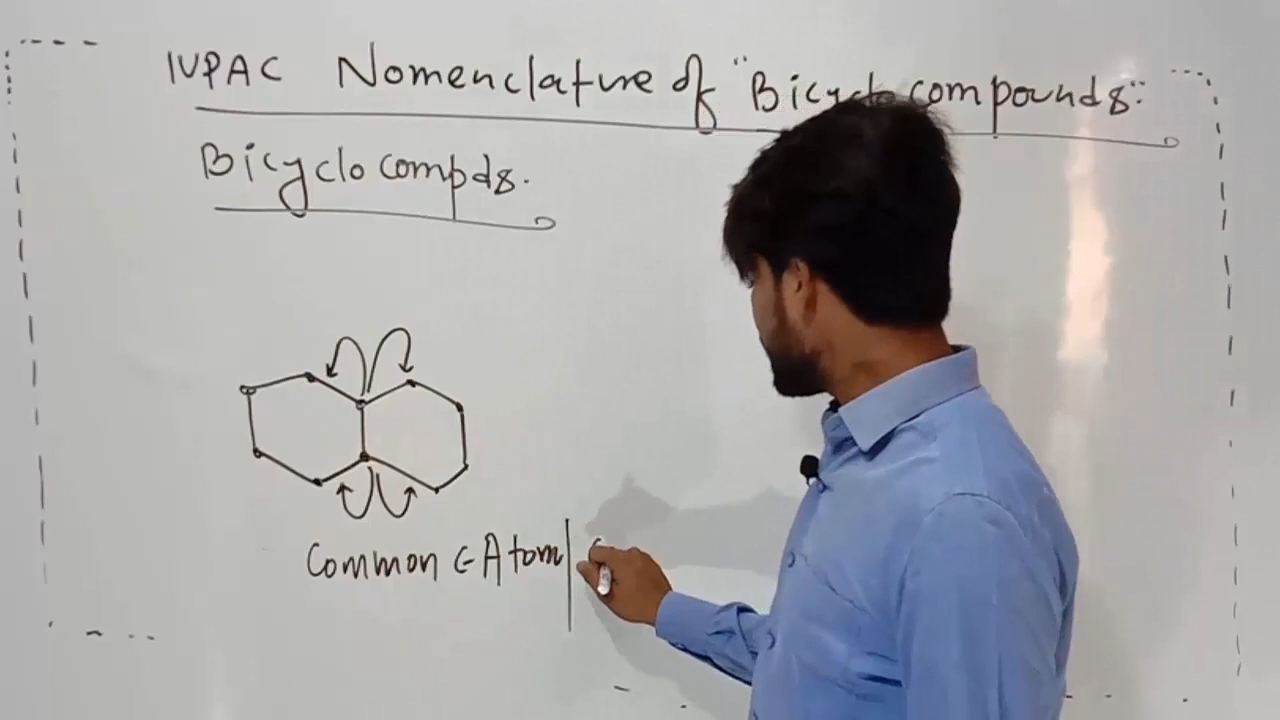 IUPAC Nomenclature of "Bicyclo compounds".
Bicyclo compds.
Common C-Atom |